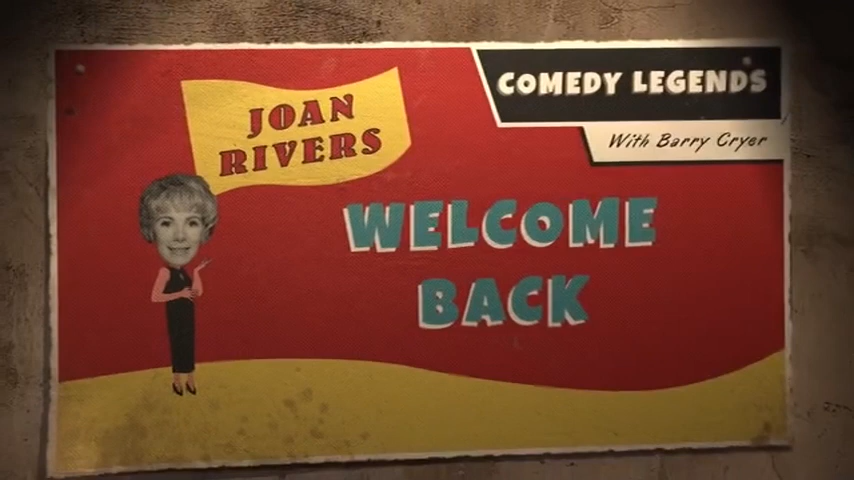 COMEDY LEGENDS
With Barry Cryer
JOAN
RIVERS
WELCOME
BACK